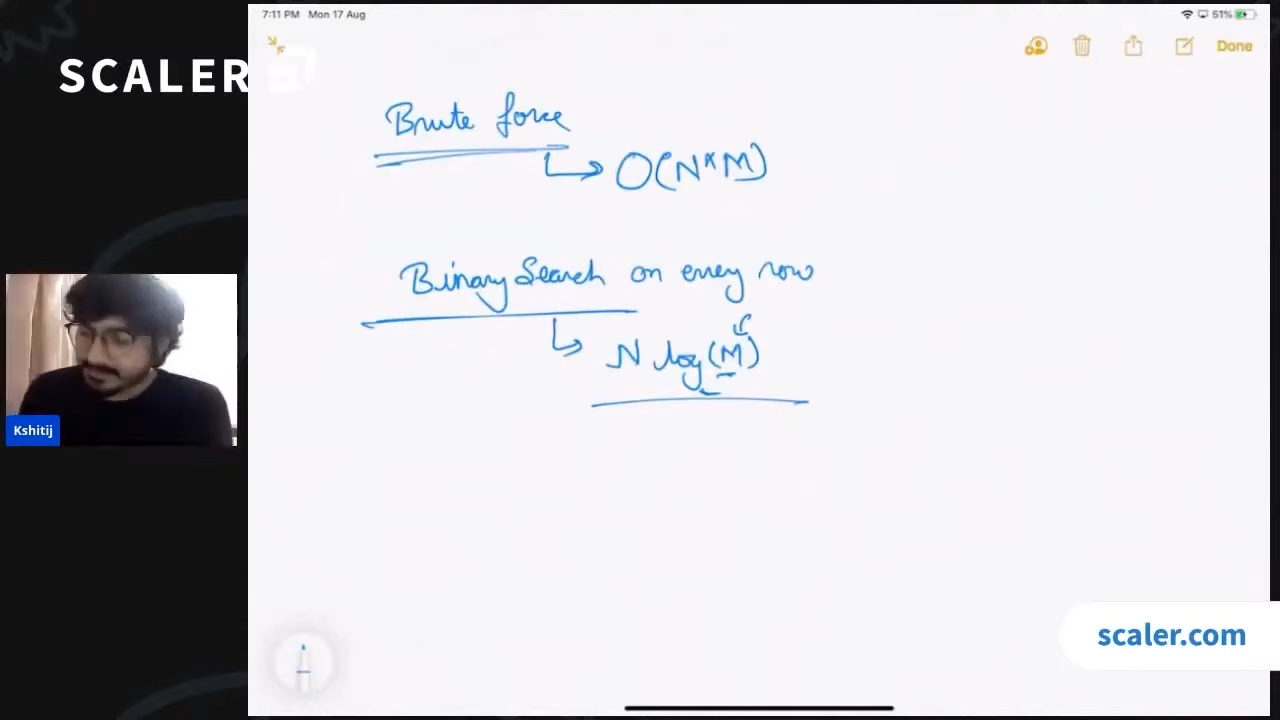 7:11 PM Mon 17 Aug
51%
SCALER
Done
Brute force
O(N*M)
Binary Search on every row
N log(M)
Kshitij
scaler.com